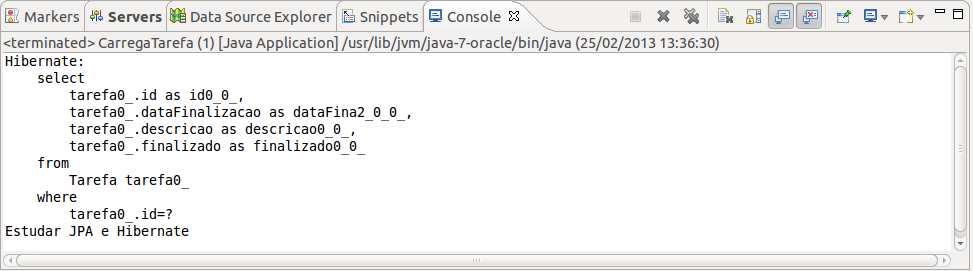 Markers Servers Data Source Explorer Snippets Console
<terminated> CarregaTarefa (1) [Java Application] /usr/lib/jvm/java-7-oracle/bin/java (25/02/2013 13:36:30)
Hibernate:
    select
        tarefa0_.id as id0_0_,
        tarefa0_.dataFinalizacao as dataFina2_0_0_,
        tarefa0_.descricao as descricao0_0_,
        tarefa0_.finalizado as finalizado0_0_
    from
        Tarefa tarefa0_
    where
        tarefa0_.id=?
Estudar JPA e Hibernate